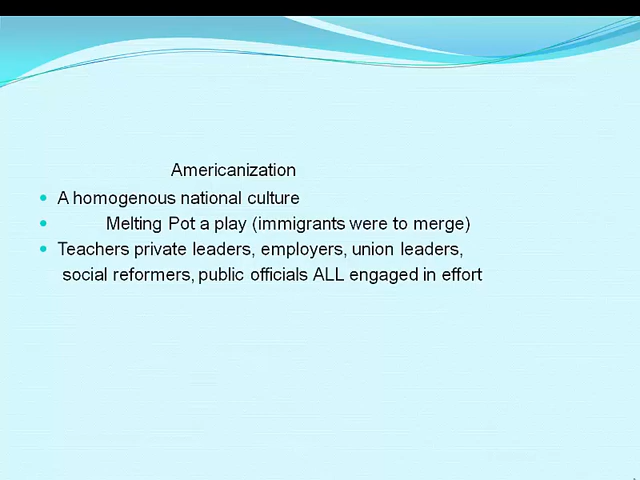 Americanization
A homogenous national culture
Melting Pot a play (immigrants were to merge)
Teachers private leaders, employers, union leaders,
social reformers, public officials ALL engaged in effort